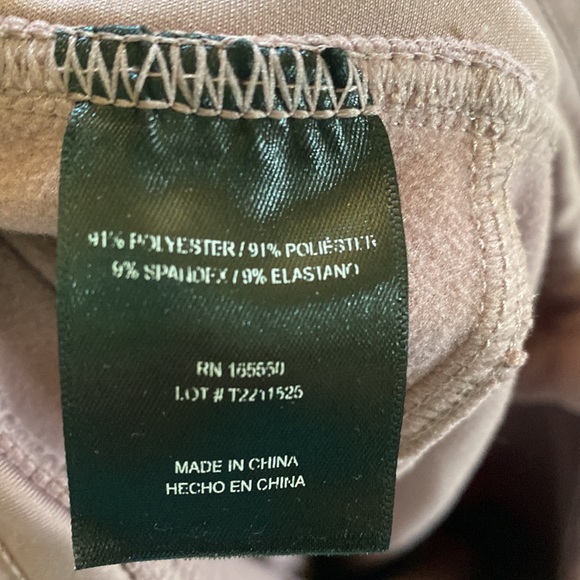 91% POLYESTER / 91% POLIÉSTER
9% SPANDEX / 9% ELASTANO
RN 165550
LOT # T2211525
MADE IN CHINA
HECHO EN CHINA